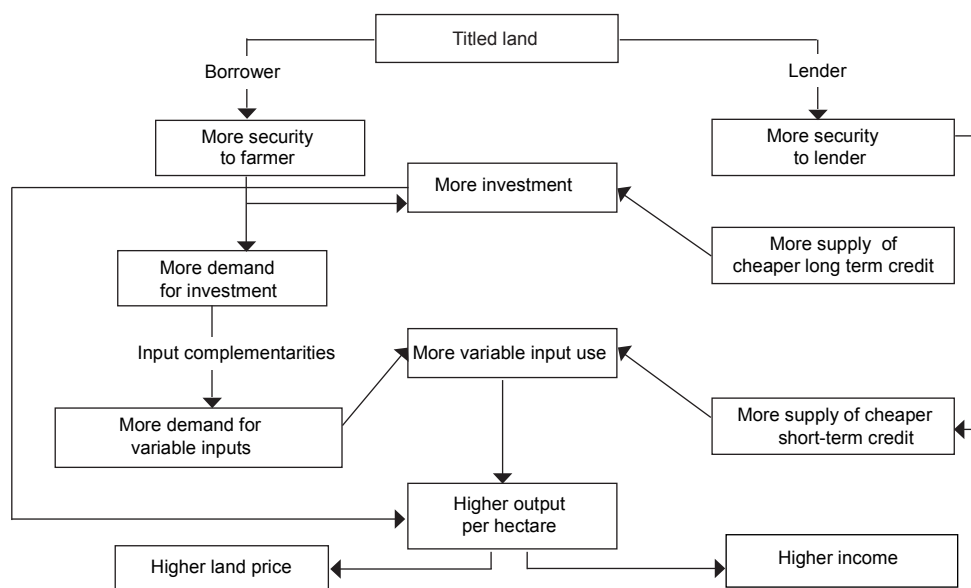 Titled land
Borrower
Lender
More security
to farmer
More security
to lender
More investment
More supply of
cheaper long term credit
More demand
for investment
Input complementarities
More variable input use
More demand for
variable inputs
More supply of cheaper
short-term credit
Higher output
per hectare
Higher land price
Higher income